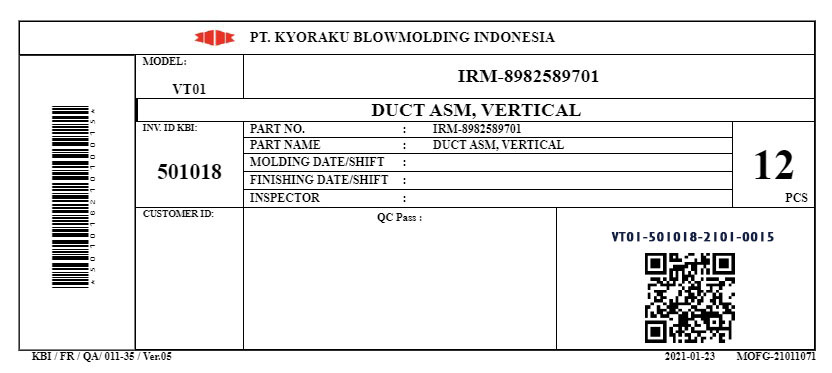 PT. KYORAKU BLOWMOLDING INDONESIA
MODEL:
VT01
IRM-8982589701
DUCT ASM, VERTICAL
INV. ID KBI:
501018
PART NO. : IRM-8982589701
PART NAME : DUCT ASM, VERTICAL
MOLDING DATE/SHIFT :
FINISHING DATE/SHIFT :
INSPECTOR :
12
PCS
CUSTOMER ID:
QC Pass :
VT01-501018-2101-0015
A50101821010015A
KBI / FR / QA/ 011-35 / Ver.05
2021-01-23 MOFG-21011071